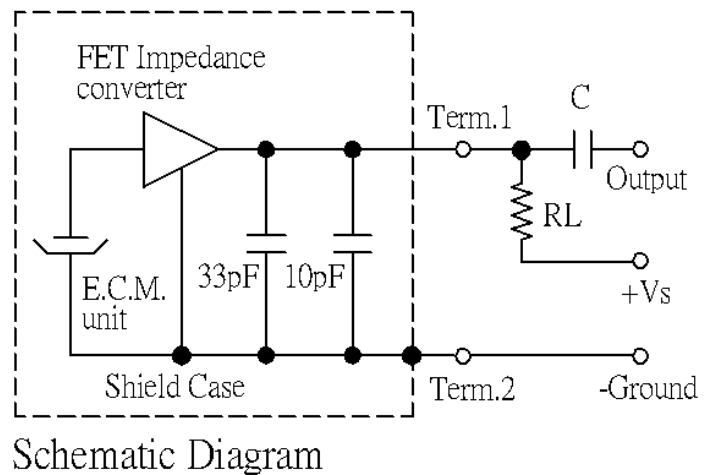 FET Impedance
converter
C
Term.1
Output
RL
33pF
10pF
+Vs
E.C.M.
unit
Shield Case
Term.2
-Ground
Schematic Diagram